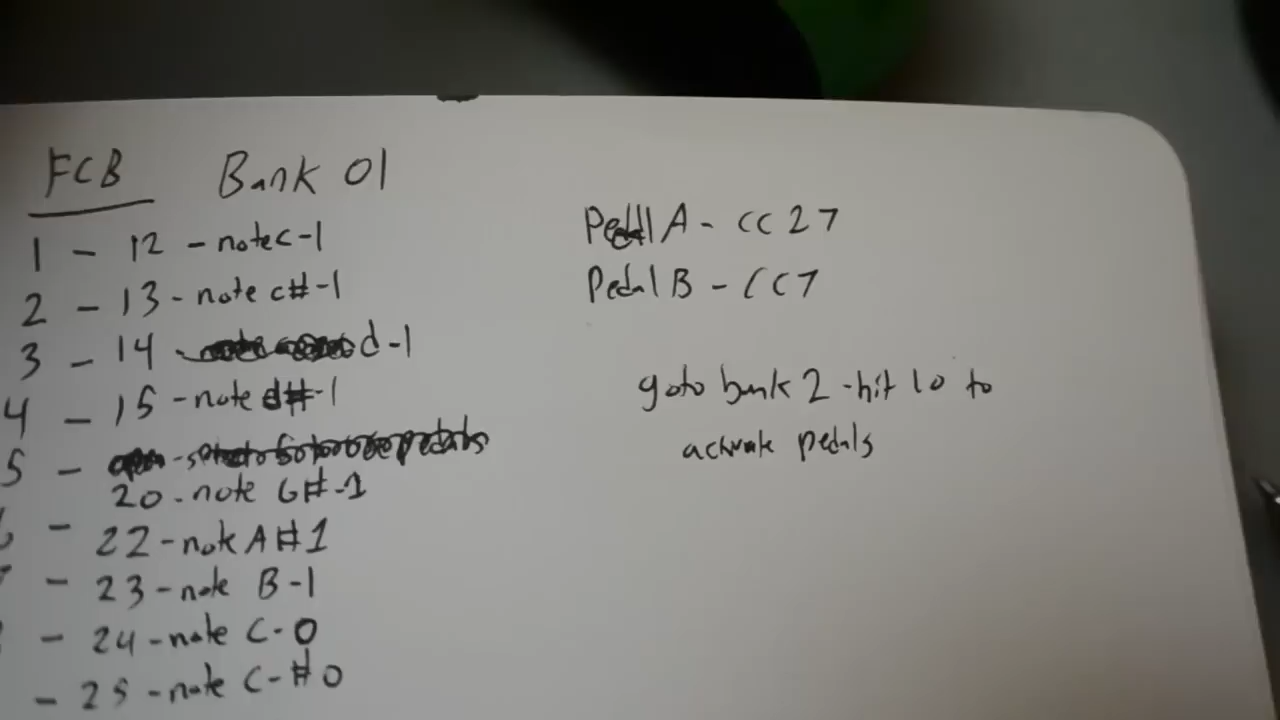 FCB Bank 01
1 - 12 - note C-1
2 - 13 - note c#-1
3 - 14 - d-1
4 - 15 - note d#-1
5 -
20 - note G#-1
- 22 - note A#1
- 23 - note B-1
- 24 - note C-0
- 25 - note C-#0
Pedal A - CC 27
Pedal B - CC7
goto bank 2 - hit 10 to
activate pedals